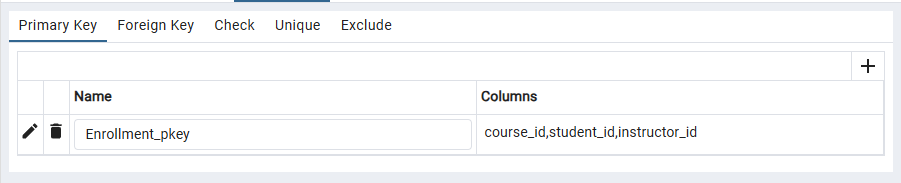 Primary Key Foreign Key Check Unique Exclude
Name Columns
Enrollment_pkey course_id,student_id,instructor_id